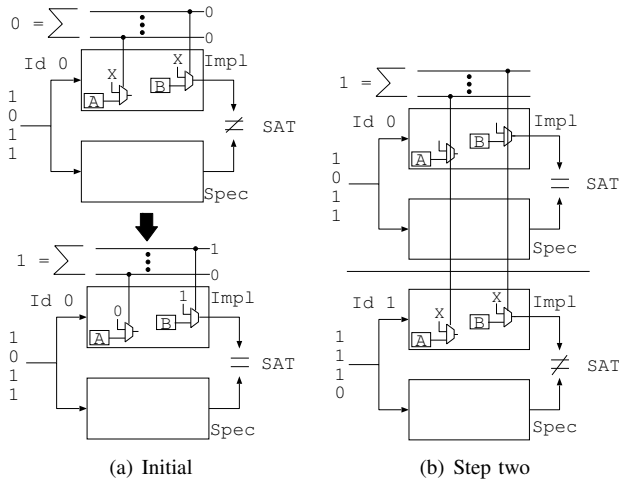 0 = ∑ 0
0
Id 0 Impl
X X
A B
1
0
1
1
≠ SAT
Spec
1 = ∑ 1
0
Id 0 Impl
0 1
A B
1
0
1
1
= SAT
Spec
(a) Initial
1 = ∑
Id 0 Impl
A B
1
0
1
1
= SAT
Spec
Id 1 Impl
X X
A B
1
1
1
0
≠ SAT
Spec
(b) Step two